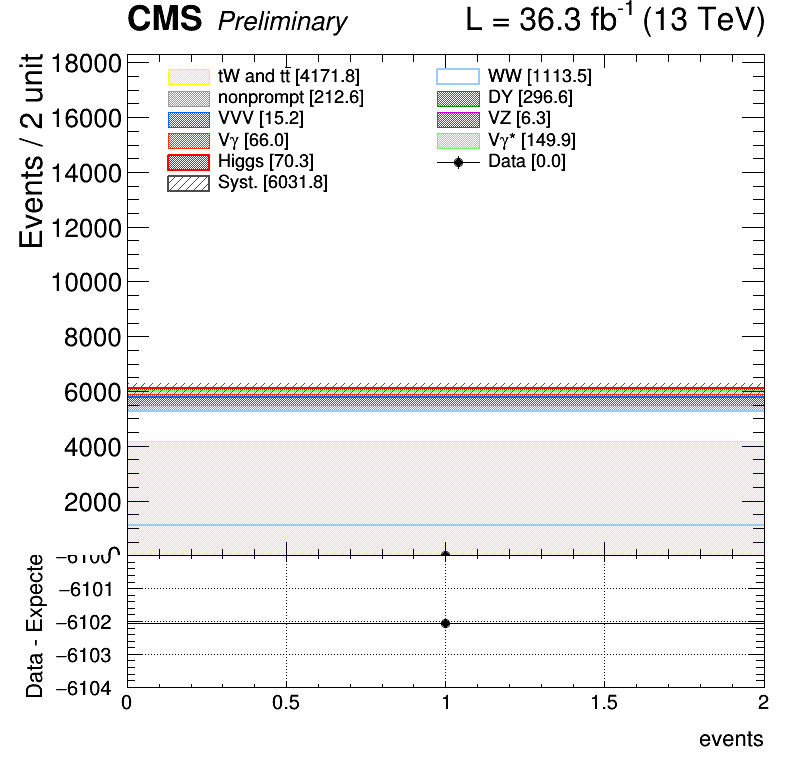 CMS Preliminary L = 36.3 fb⁻¹ (13 TeV)
Events / 2 unit
18000
16000
14000
12000
10000
8000
6000
4000
2000
0
tW and tt̄ [4171.8]
nonprompt [212.6]
VVV [15.2]
Vγ [66.0]
Higgs [70.3]
Syst. [6031.8]
WW [1113.5]
DY [296.6]
VZ [6.3]
Vγ* [149.9]
Data [0.0]
Data - Expecte
−6100
−6101
−6102
−6103
−6104
0 0.5 1 1.5 2
events